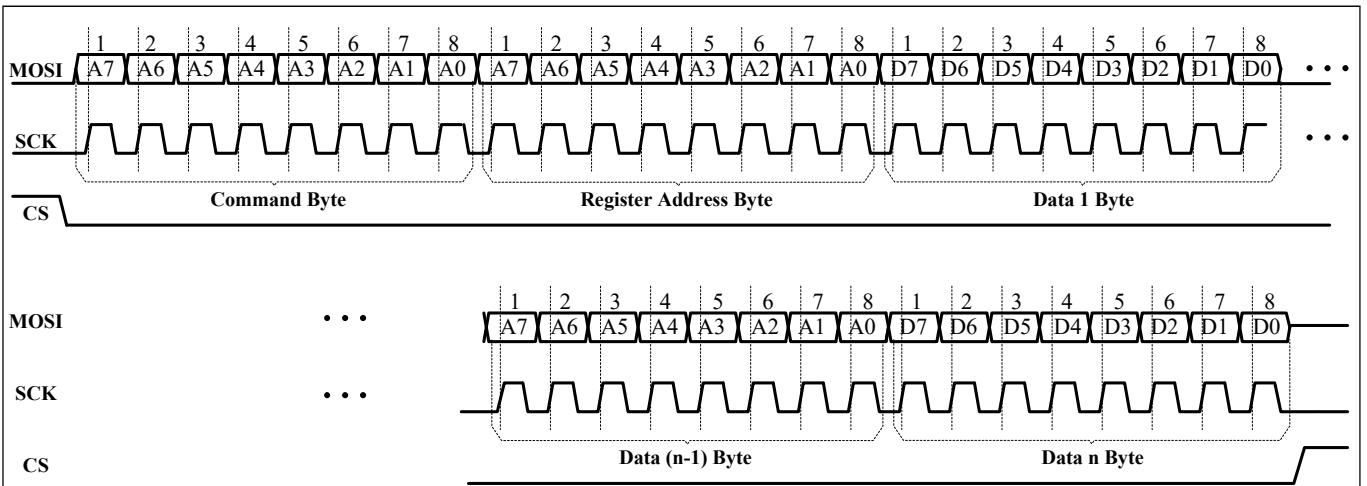 1 2 3 4 5 6 7 8 1 2 3 4 5 6 7 8 1 2 3 4 5 6 7 8
MOSI A7 A6 A5 A4 A3 A2 A1 A0 A7 A6 A5 A4 A3 A2 A1 A0 D7 D6 D5 D4 D3 D2 D1 D0 • • •
SCK • • •
Command Byte Register Address Byte Data 1 Byte
CS
1 2 3 4 5 6 7 8 1 2 3 4 5 6 7 8
MOSI • • • A7 A6 A5 A4 A3 A2 A1 A0 D7 D6 D5 D4 D3 D2 D1 D0
SCK • • •
Data (n-1) Byte Data n Byte
CS